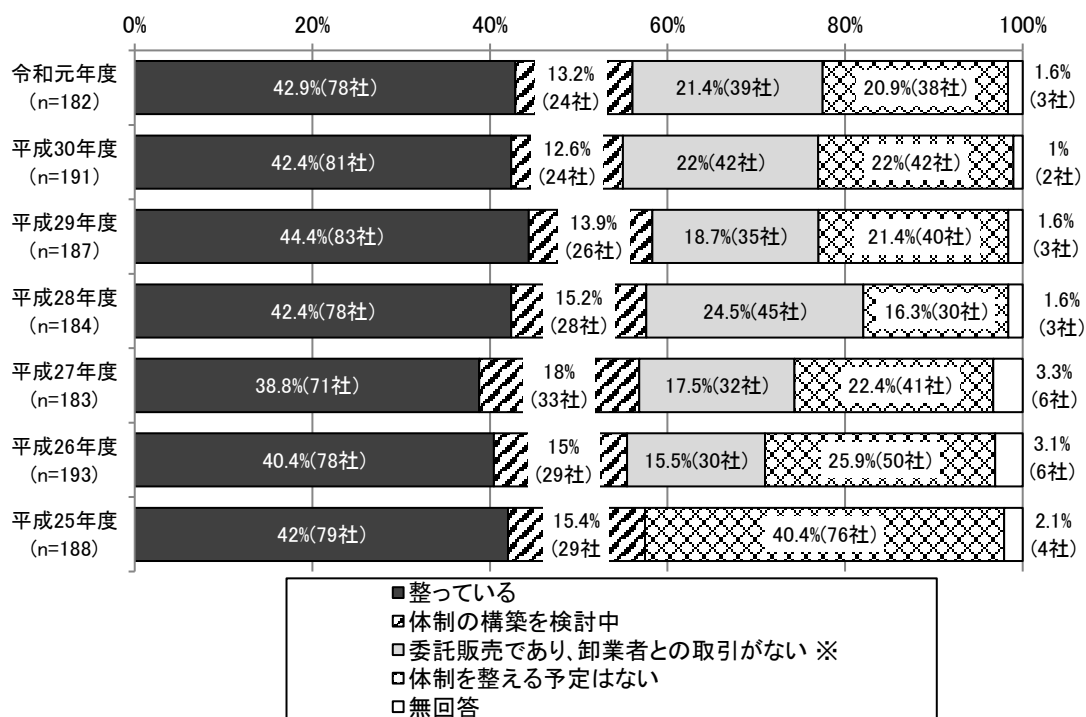 0% 20% 40% 60% 80% 100%
令和元年度
(n=182)
42.9%(78社)
13.2%
(24社)
21.4%(39社)
20.9%(38社)
1.6%
(3社)
平成30年度
(n=191)
42.4%(81社)
12.6%
(24社)
22%(42社)
22%(42社)
1%
(2社)
平成29年度
(n=187)
44.4%(83社)
13.9%
(26社)
18.7%(35社)
21.4%(40社)
1.6%
(3社)
平成28年度
(n=184)
42.4%(78社)
15.2%
(28社)
24.5%(45社)
16.3%(30社)
1.6%
(3社)
平成27年度
(n=183)
38.8%(71社)
18%
(33社)
17.5%(32社)
22.4%(41社)
3.3%
(6社)
平成26年度
(n=193)
40.4%(78社)
15%
(29社)
15.5%(30社)
25.9%(50社)
3.1%
(6社)
平成25年度
(n=188)
42%(79社)
15.4%
(29社
40.4%(76社)
2.1%
(4社)
整っている
体制の構築を検討中
委託販売であり、卸業者との取引がない ※
体制を整える予定はない
無回答